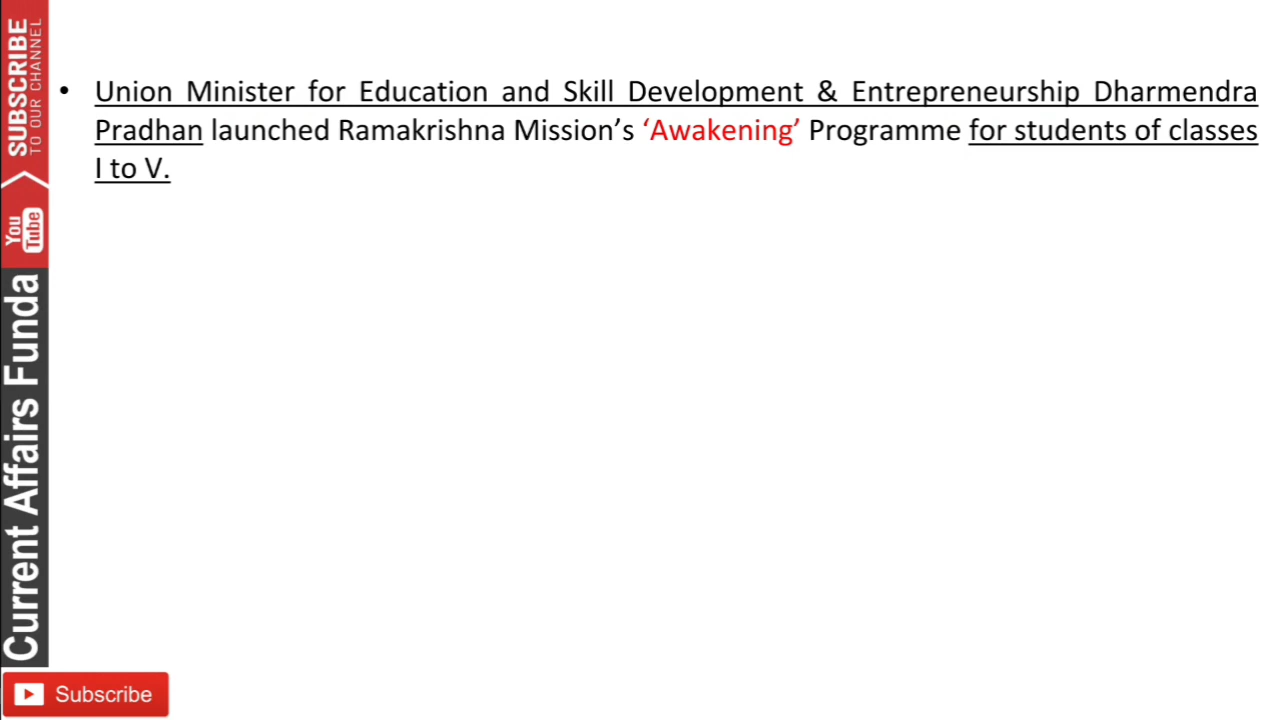 • Union Minister for Education and Skill Development & Entrepreneurship Dharmendra
Pradhan launched Ramakrishna Mission’s ‘Awakening’ Programme for students of classes
I to V.
SUBSCRIBE
TO OUR CHANNEL
You
Tube
Current Affairs Funda
Subscribe